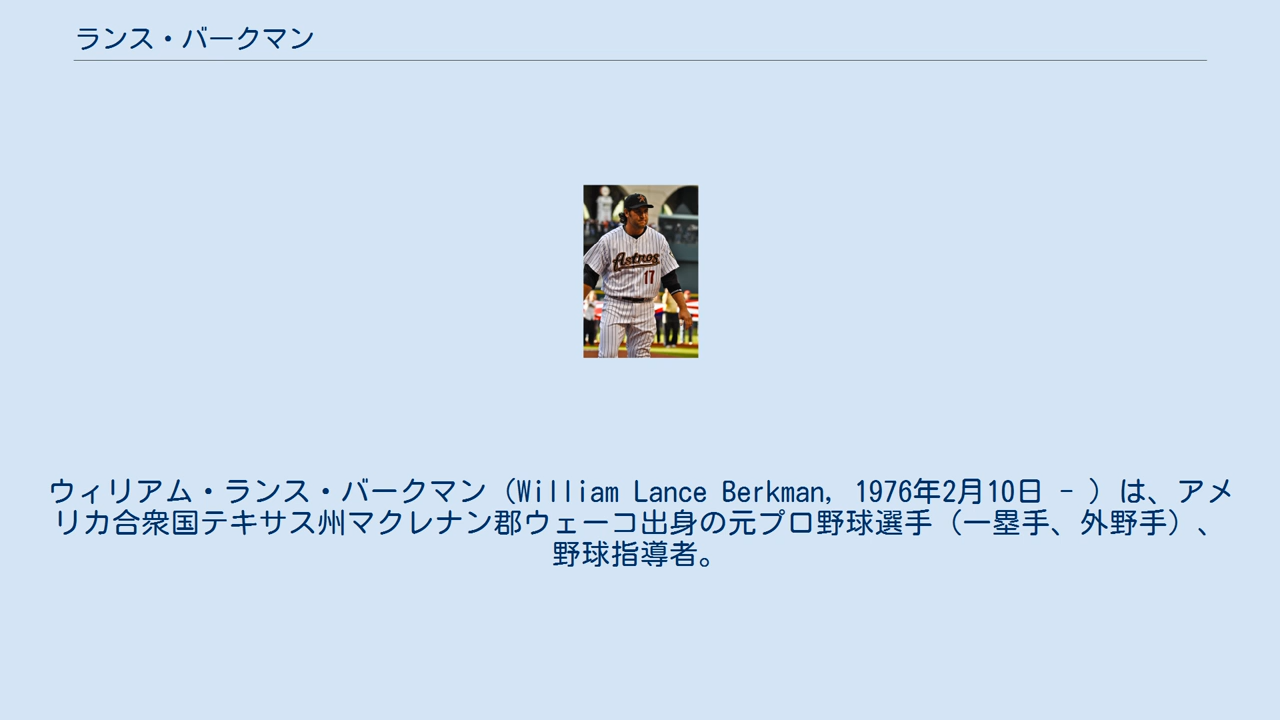 ランス・バークマン
Astros
17
ウィリアム・ランス・バークマン（William Lance Berkman, 1976年2月10日 - ）は、アメ
リカ合衆国テキサス州マクレナン郡ウェーコ出身の元プロ野球選手（一塁手、外野手）、
野球指導者。